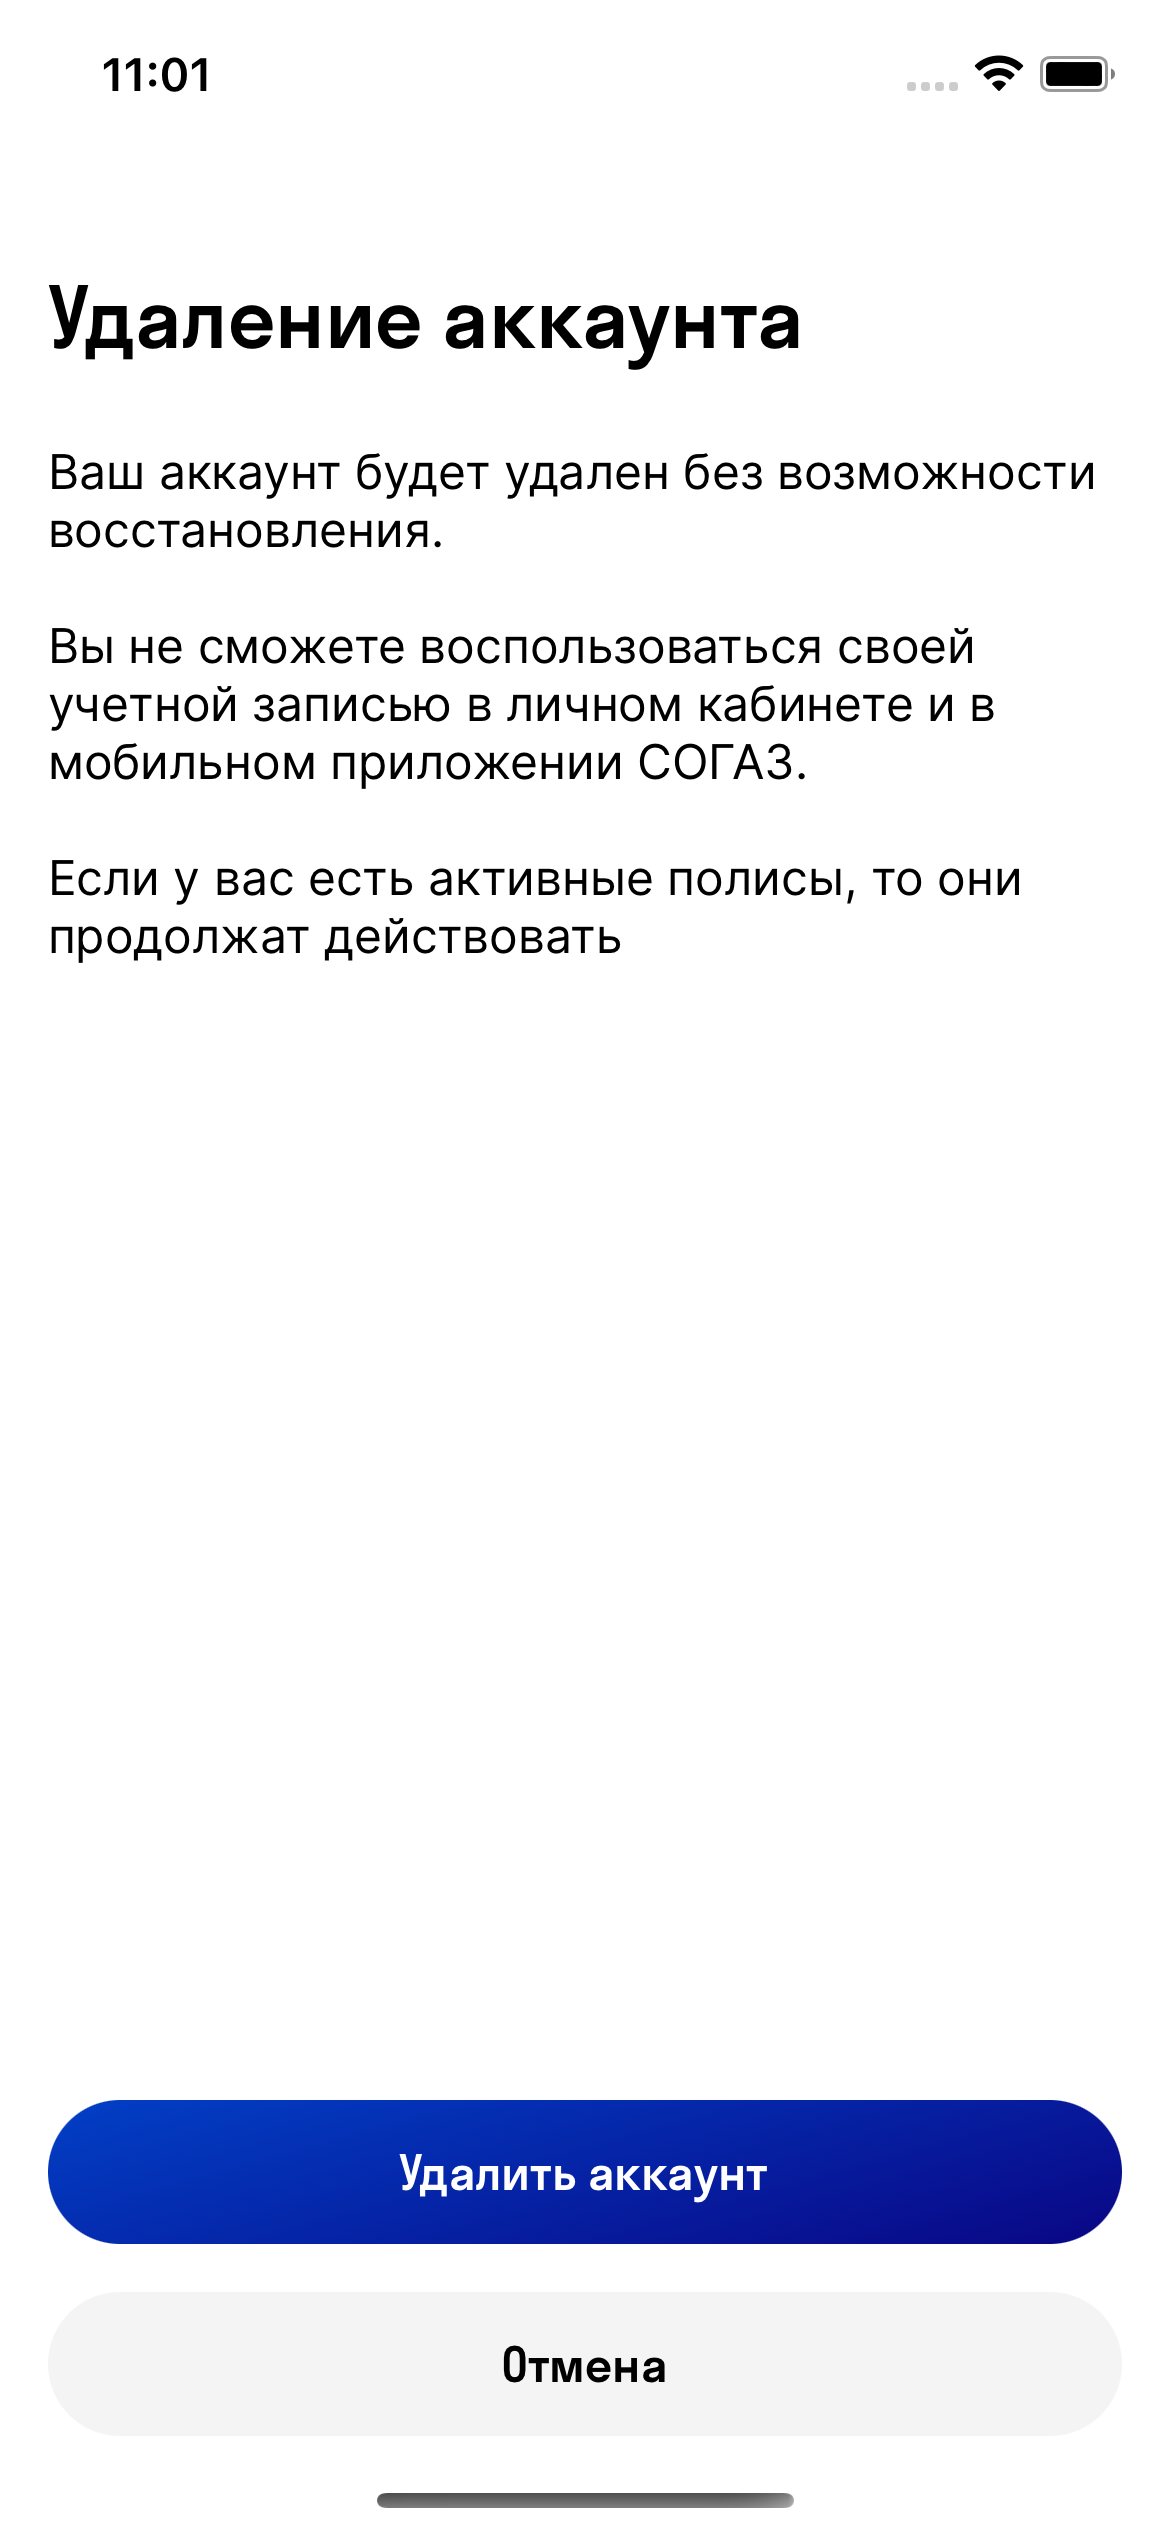 11:01
Удаление аккаунта
Ваш аккаунт будет удален без возможности
восстановления.
Вы не сможете воспользоваться своей
учетной записью в личном кабинете и в
мобильном приложении СОГАЗ.
Если у вас есть активные полисы, то они
продолжат действовать
Удалить аккаунт
Отмена